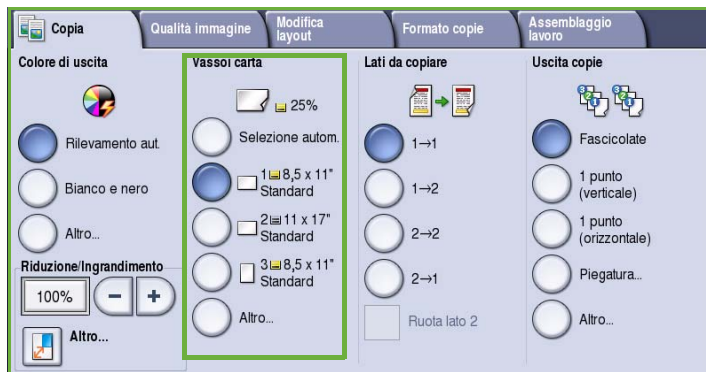 Copia
Qualità immagine
Modifica
layout
Formato copie
Assemblaggio
lavoro
Colore di uscita
Rilevamento aut.
Bianco e nero
Altro...
Riduzione/Ingrandimento
100%
-
+
Altro...
Vassoi carta
25%
Selezione autom.
1 8,5 x 11"
Standard
2 11 x 17"
Standard
3 8,5 x 11"
Standard
Altro...
Lati da copiare
1→1
1→2
2→2
2→1
Ruota lato 2
Uscita copie
Fascicolate
1 punto
(verticale)
1 punto
(orizzontale)
Piegatura...
Altro...